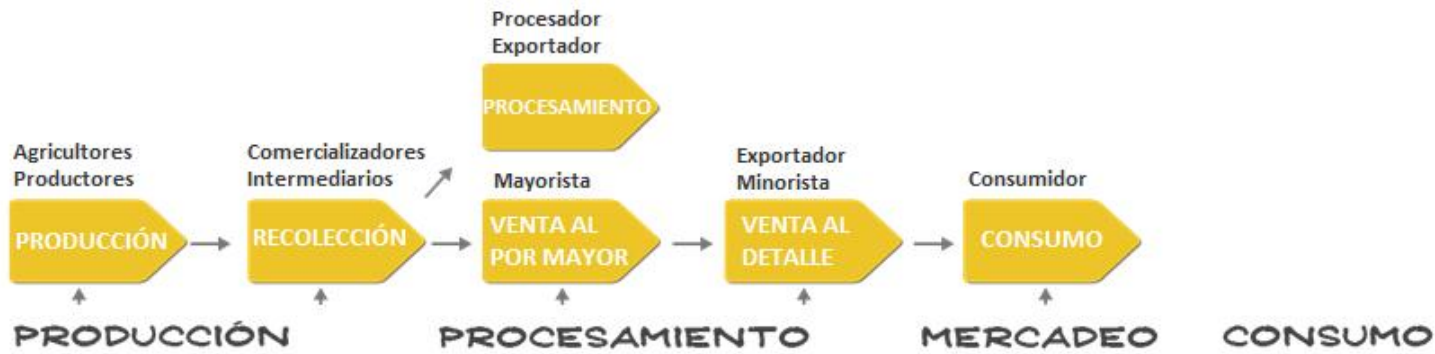 Procesador
Exportador
PROCESAMIENTO
Agricultores
Productores
PRODUCCIÓN
Comercializadores
Intermediarios
RECOLECCIÓN
Mayorista
VENTA AL
POR MAYOR
Exportador
Minorista
VENTA AL
DETALLE
Consumidor
CONSUMO
PRODUCCIÓN
PROCESAMIENTO
MERCADEO
CONSUMO